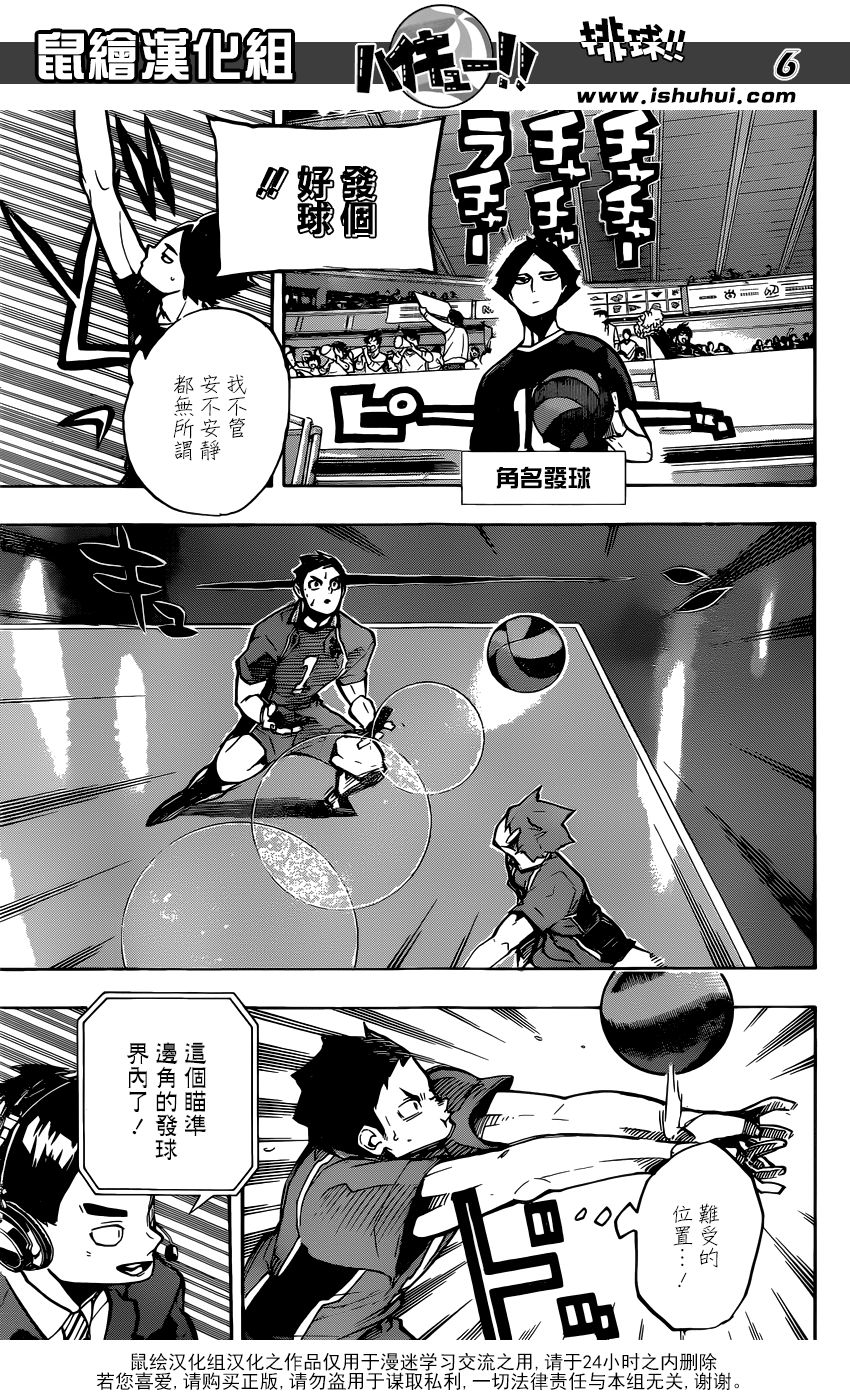 鼠繪漢化組
ハイキュー!!
排球!!
6
www.ishuhui.com
チャチャチャー
チャチャ
ラチャー
發個
好球
!!
ピーッ
角名發球
我不管
安不安靜
都無所謂
キュ
這個瞄準
邊角的發球
界內了！
難受的
位置…！
鼠绘汉化组汉化之作品仅用于漫迷学习交流之用, 请于24小时之内删除
若您喜爱, 请购买正版, 请勿盗用于谋取私利, 一切法律责任与本组无关, 谢谢。